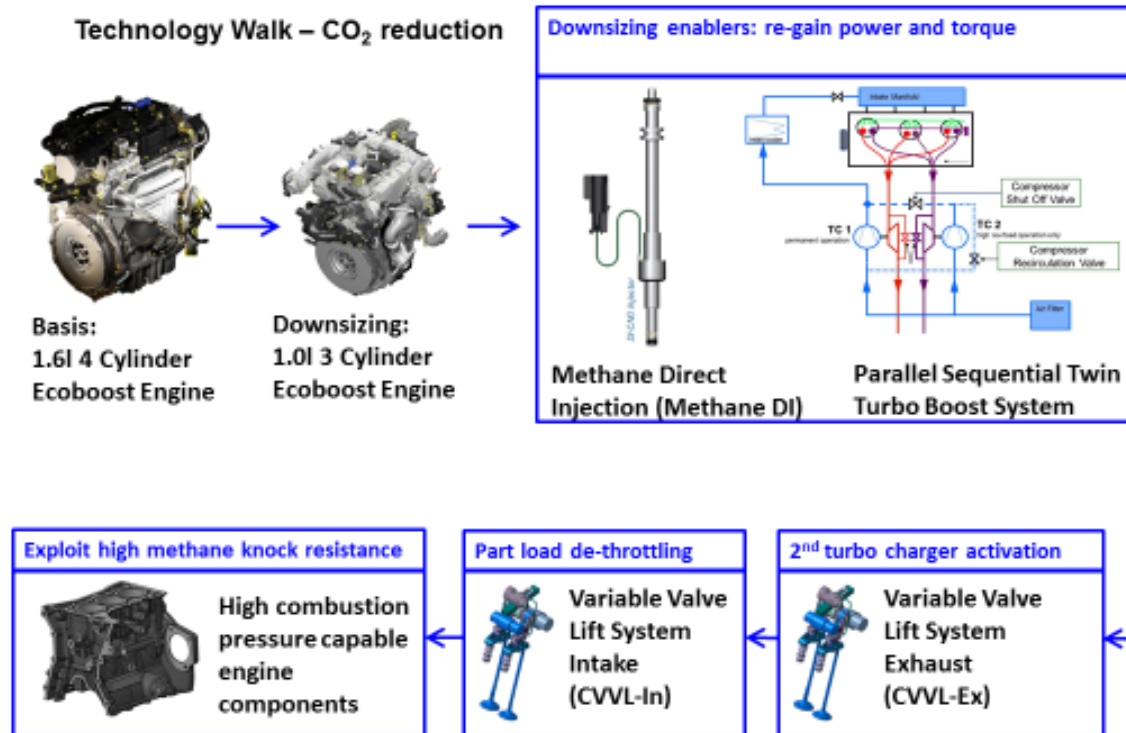 Technology Walk – CO2 reduction
Downsizing enablers: re-gain power and torque
Intake Manifold
Compressor
Shut Off Valve
TC 1
permanent operation
TC 2
Compressor
Recirculation Valve
Air Filter
DI-CNG Injector
Basis:
1.6l 4 Cylinder
Ecoboost Engine
Downsizing:
1.0l 3 Cylinder
Ecoboost Engine
Methane Direct
Injection (Methane DI)
Parallel Sequential Twin
Turbo Boost System
Exploit high methane knock resistance
High combustion
pressure capable
engine
components
Part load de-throttling
Variable Valve
Lift System
Intake
(CVVL-In)
2nd turbo charger activation
Variable Valve
Lift System
Exhaust
(CVVL-Ex)